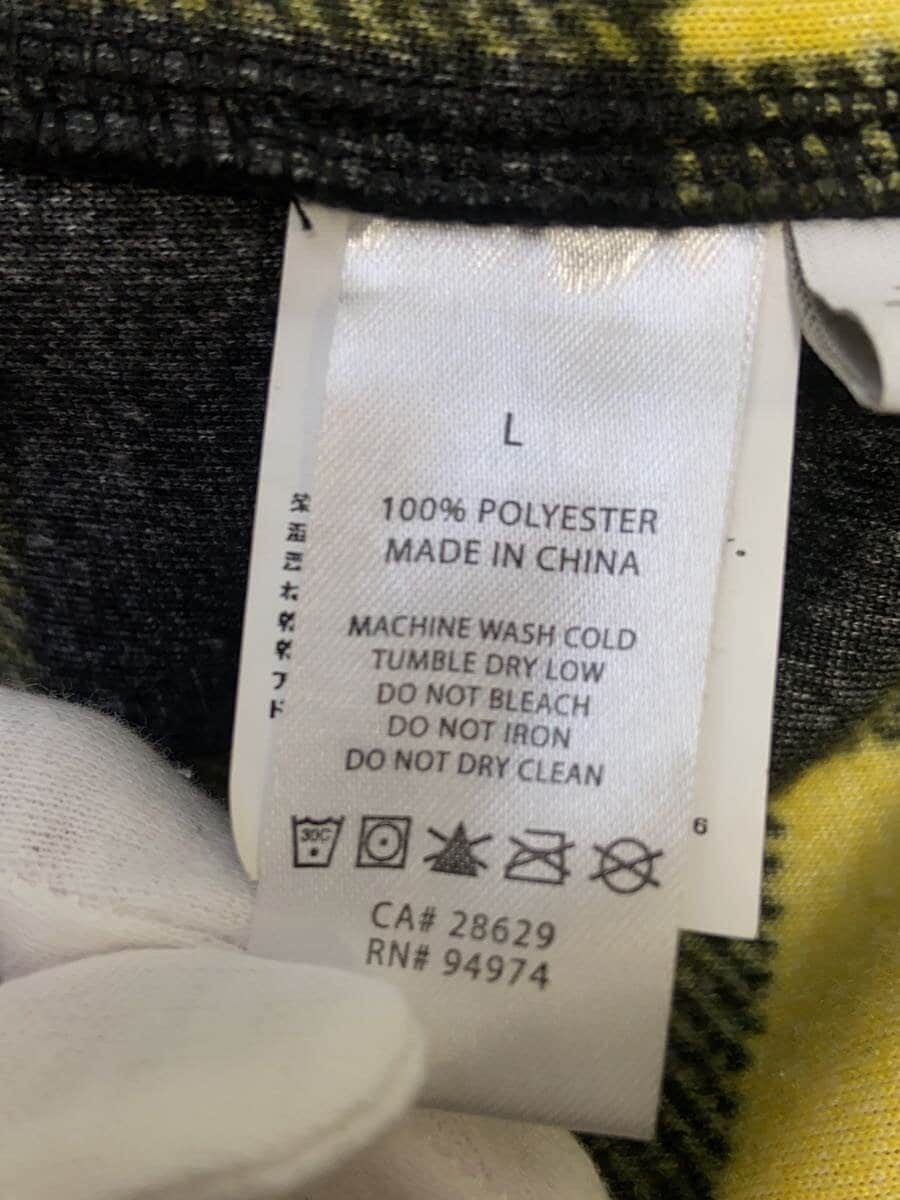 L
100% POLYESTER
MADE IN CHINA
MACHINE WASH COLD
TUMBLE DRY LOW
DO NOT BLEACH
DO NOT IRON
DO NOT DRY CLEAN
30C
CA# 28629
RN# 94974
6